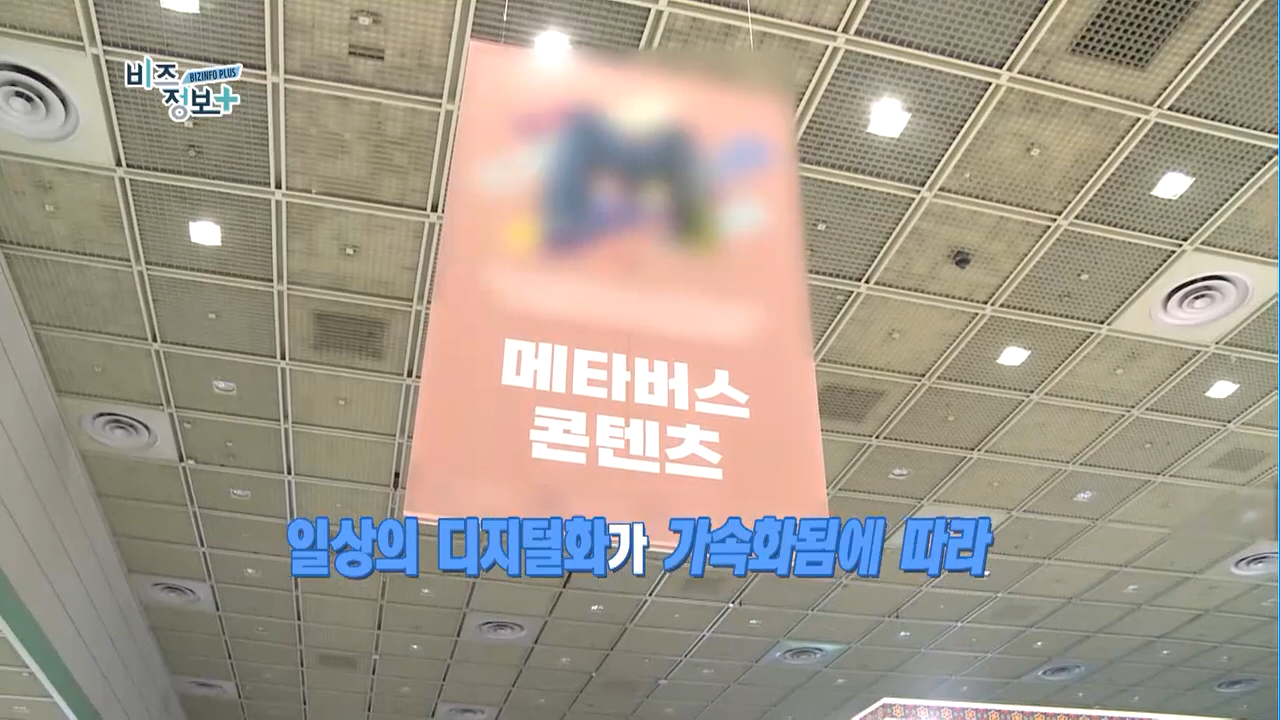 비즈
BIZINFO PLUS
정보+
메타버스
콘텐츠
일상의 디지털화가 가속화됨에 따라